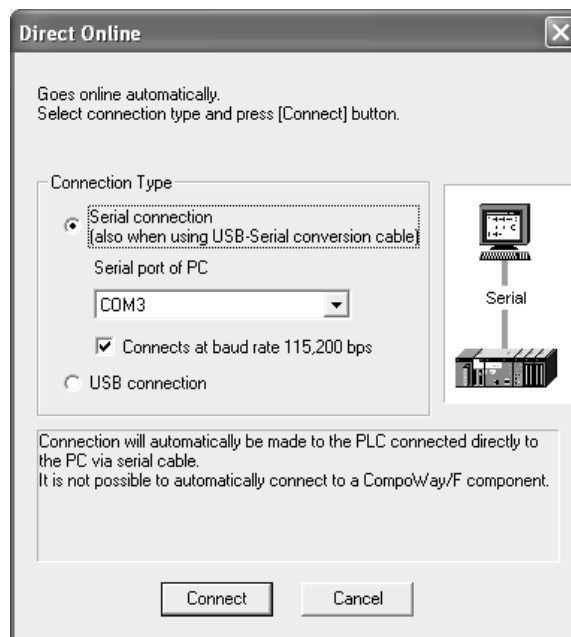 Direct Online
Goes online automatically.
Select connection type and press [Connect] button.
Connection Type
Serial connection
(also when using USB-Serial conversion cable)
Serial port of PC
COM3
Connects at baud rate 115,200 bps
USB connection
Serial
Connection will automatically be made to the PLC connected directly to
the PC via serial cable.
It is not possible to automatically connect to a CompoWay/F component.
Connect
Cancel